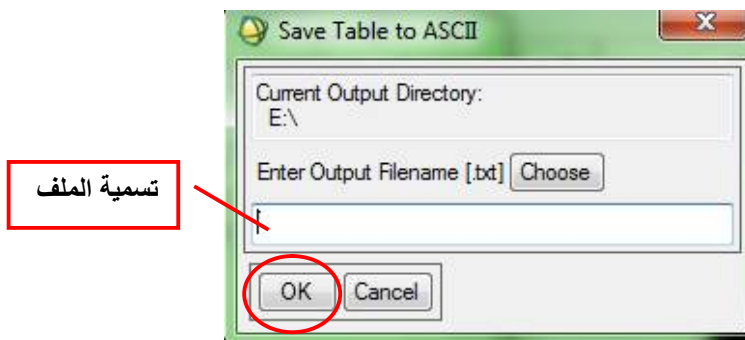 Save Table to ASCII
Current Output Directory:
E:\
Enter Output Filename [.txt] Choose
تسمية الملف
OK Cancel